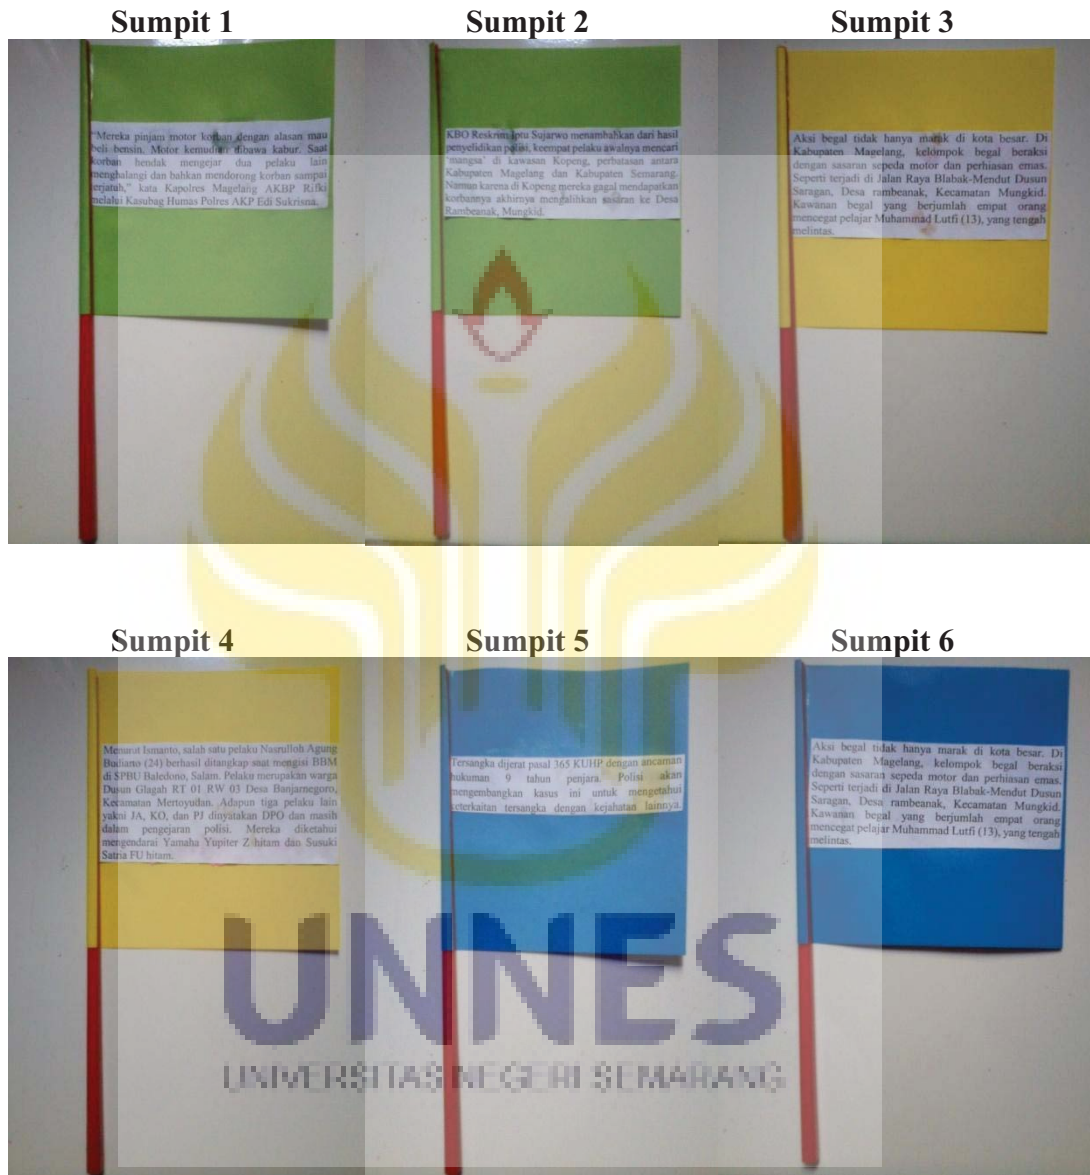 Sumpit 1
"Mereka pinjam motor korban dengan alasan mau
beli bensin. Motor kemudian dibawa kabur. Saat
korban hendak mengejar dua pelaku lain
menghalangi dan bahkan mendorong korban sampai
terjatuh," kata Kapolres Magelang AKBP Rifki
melalui Kasubag Humas Polres AKP Edi Sukrisna.
Sumpit 2
KBO Reskrim Iptu Sujarwo menambahkan dari hasil
penyelidikan polisi, keempat pelaku awalnya mencari
'mangsa' di kawasan Kopeng, perbatasan antara
Kabupaten Magelang dan Kabupaten Semarang.
Namun karena di Kopeng mereka gagal mendapatkan
korbannya akhirnya mengalihkan sasaran ke Desa
Rambeanak, Mungkid.
Sumpit 3
Aksi begal tidak hanya marak di kota besar. Di
Kabupaten Magelang, kelompok begal beraksi
dengan sasaran sepeda motor dan perhiasan emas.
Seperti terjadi di Jalan Raya Blabak-Mendut Dusun
Saragan, Desa rambeanak, Kecamatan Mungkid.
Kawanan begal yang berjumlah empat orang
mencegat pelajar Muhammad Lutfi (13), yang tengah
melintas.
Sumpit 4
Menurut Ismanto, salah satu pelaku Nasrulloh Agung
Budiano (24) berhasil ditangkap saat mengisi BBM
di SPBU Baledono, Salam. Pelaku merupakan warga
Dusun Glagah RT 01 RW 03 Desa Banjarnegoro,
Kecamatan Mertoyudan. Adapun tiga pelaku lain
yakni JA, KO, dan PJ dinyatakan DPO dan masih
dalam pengejaran polisi. Mereka diketahui
mengendarai Yamaha Yupiter Z hitam dan Susuki
Satria FU hitam.
Sumpit 5
Tersangka dijerat pasal 365 KUHP dengan ancaman
hukuman 9 tahun penjara. Polisi akan
mengembangkan kasus ini untuk mengetahui
keterkaitan tersangka dengan kejahatan lainnya.
Sumpit 6
Aksi begal tidak hanya marak di kota besar. Di
Kabupaten Magelang, kelompok begal beraksi
dengan sasaran sepeda motor dan perhiasan emas.
Seperti terjadi di Jalan Raya Blabak-Mendut Dusun
Saragan, Desa rambeanak, Kecamatan Mungkid.
Kawanan begal yang berjumlah empat orang
mencegat pelajar Muhammad Lutfi (13), yang tengah
melintas.
UNNES
UNIVERSITAS NEGERI SEMARANG